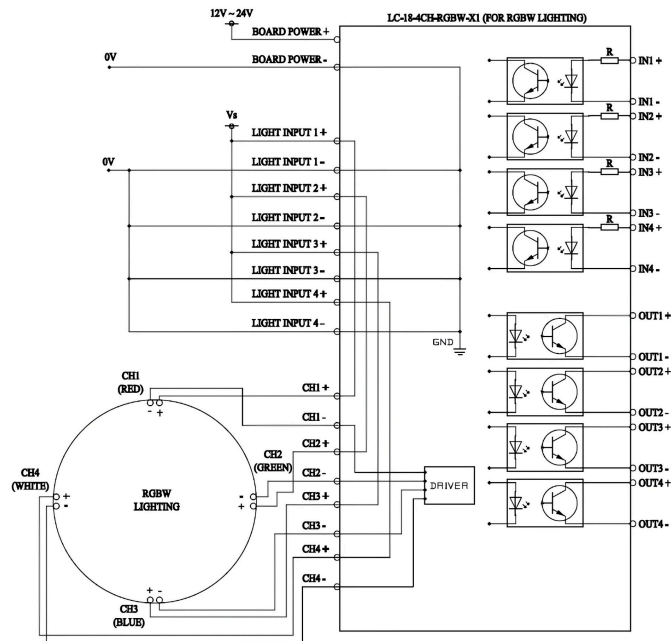 12V ~ 24V
LC-18-4CH-RGBW-X1 (FOR RGBW LIGHTING)
BOARD POWER +
0V
BOARD POWER -
Vs
LIGHT INPUT 1 +
0V
LIGHT INPUT 1 -
LIGHT INPUT 2 +
LIGHT INPUT 2 -
LIGHT INPUT 3 +
LIGHT INPUT 3 -
LIGHT INPUT 4 +
LIGHT INPUT 4 -
GND
R
IN1 +
IN1 -
R
IN2 +
IN2 -
R
IN3 +
IN3 -
R
IN4 +
IN4 -
OUT1 +
OUT1 -
OUT2 +
OUT2 -
OUT3 +
OUT3 -
OUT4 +
OUT4 -
CH1
(RED)
- +
CH2
(GREEN)
-
+
CH4
(WHITE)
+
-
RGBW
LIGHTING
+ -
CH3
(BLUE)
CH1 +
CH1 -
CH2 +
CH2 -
CH3 +
CH3 -
CH4 +
CH4 -
DRIVER